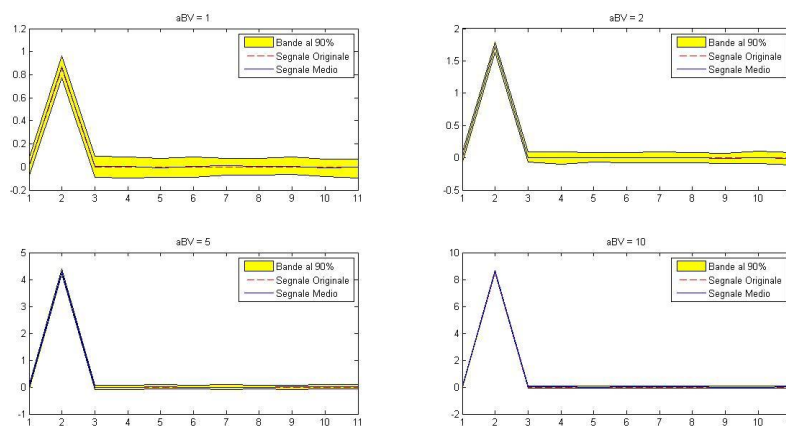 aBV = 1
1.2
1
0.8
0.6
0.4
0.2
0
-0.2
1 2 3 4 5 6 7 8 9 10 11
Bande al 90%
Segnale Originale
Segnale Medio
aBV = 2
2
1.5
1
0.5
0
-0.5
1 2 3 4 5 6 7 8 9 10
Bande al 90%
Segnale Originale
Segnale Medio
aBV = 5
5
4
3
2
1
0
-1
1 2 3 4 5 6 7 8 9 10 11
Bande al 90%
Segnale Originale
Segnale Medio
aBV = 10
10
8
6
4
2
0
-2
1 2 3 4 5 6 7 8 9 10
Bande al 90%
Segnale Originale
Segnale Medio